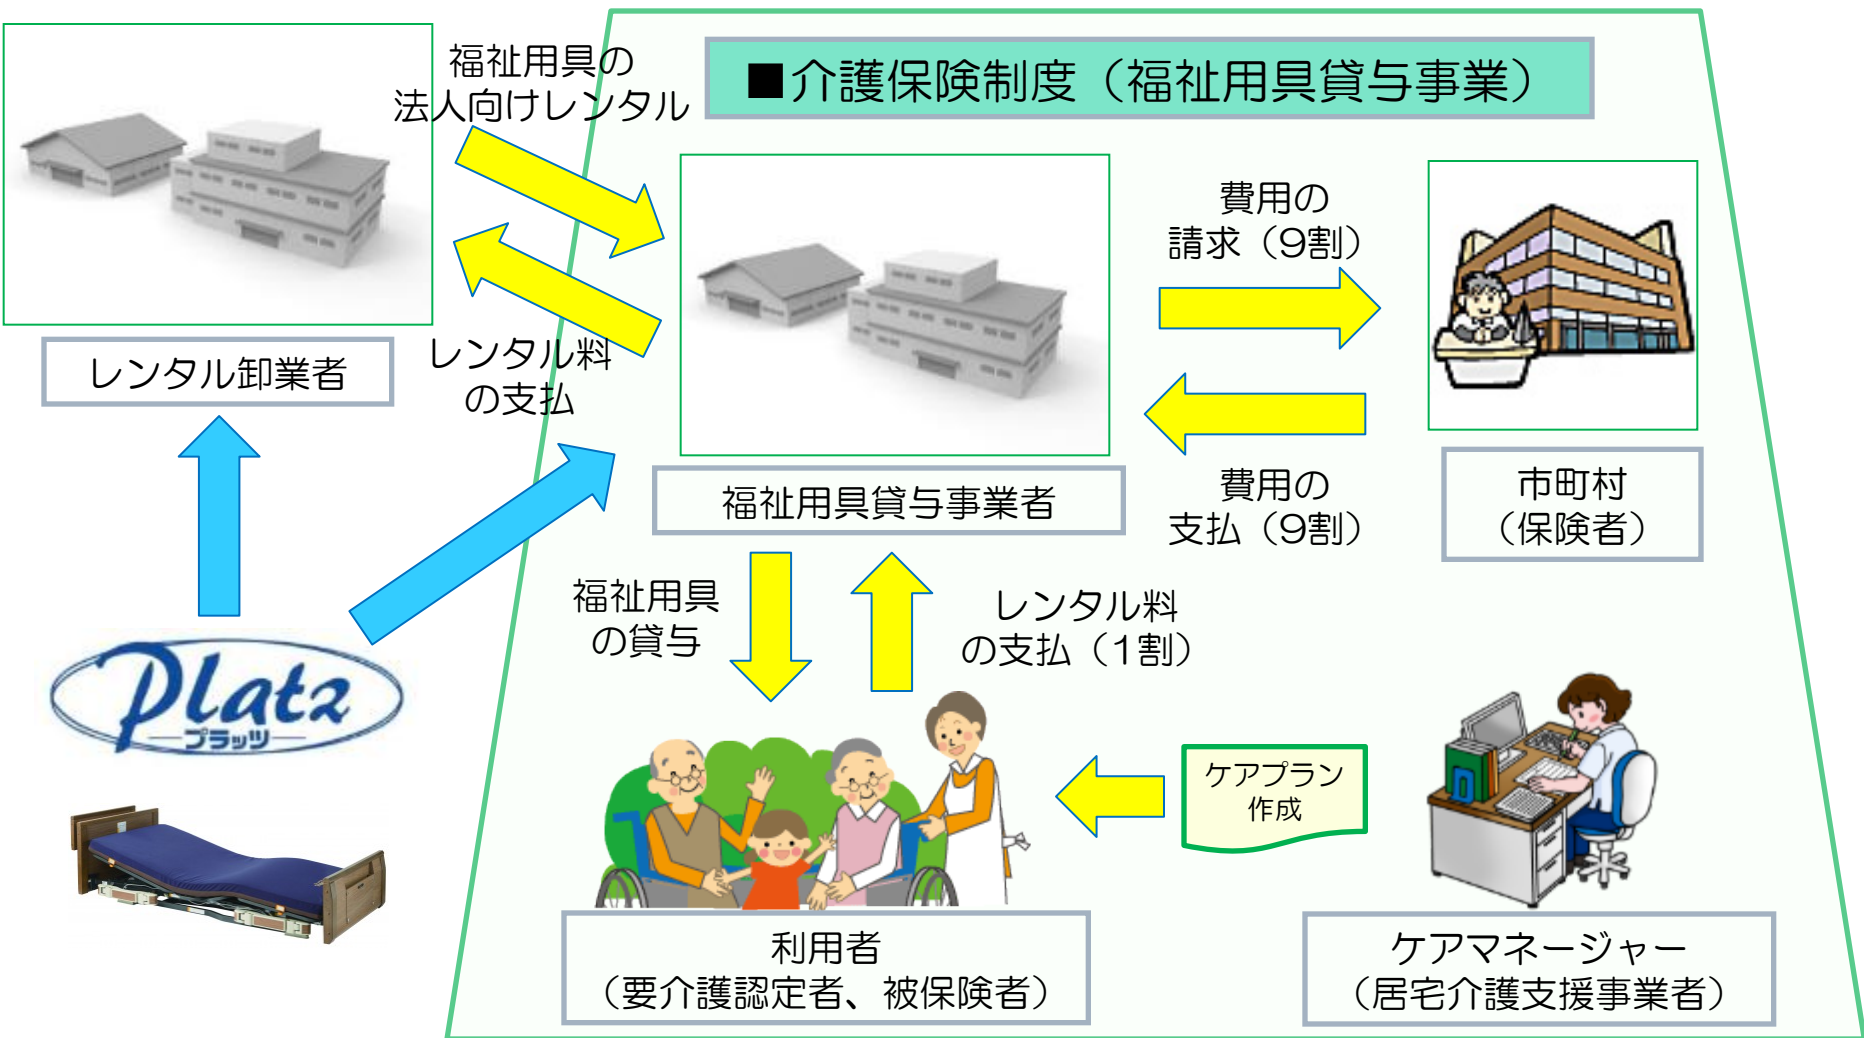 ■介護保険制度（福祉用具貸与事業）
福祉用具の
法人向けレンタル
レンタル卸業者
レンタル料
の支払
福祉用具貸与事業者
費用の
請求（9割）
費用の
支払（9割）
市町村
（保険者）
福祉用具
の貸与
レンタル料
の支払（1割）
Platz
プラッツ
ケアプラン
作成
利用者
（要介護認定者、被保険者）
ケアマネージャー
（居宅介護支援事業者）